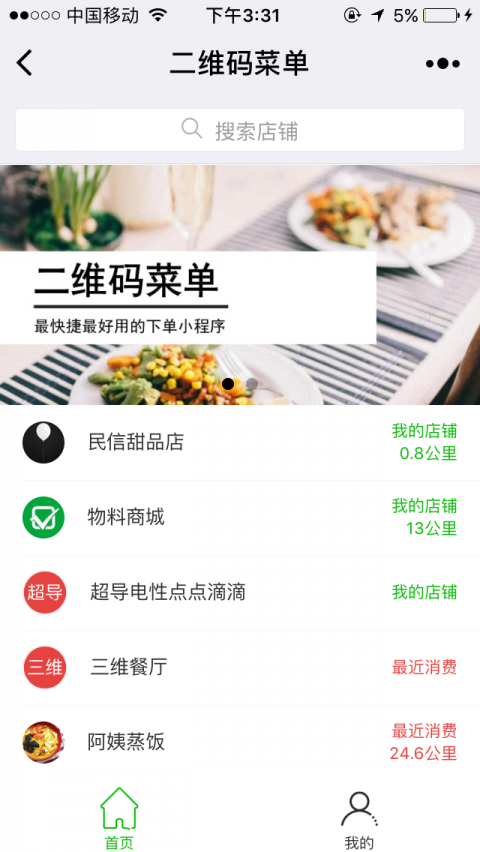 中国移动 下午3:31 5%
二维码菜单
搜索店铺
二维码菜单
最快捷最好用的下单小程序
民信甜品店
我的店铺
0.8公里
物料商城
我的店铺
13公里
超导 超导电性点点滴滴 我的店铺
三维 三维餐厅 最近消费
阿姨蒸饭
最近消费
24.6公里
首页 我的